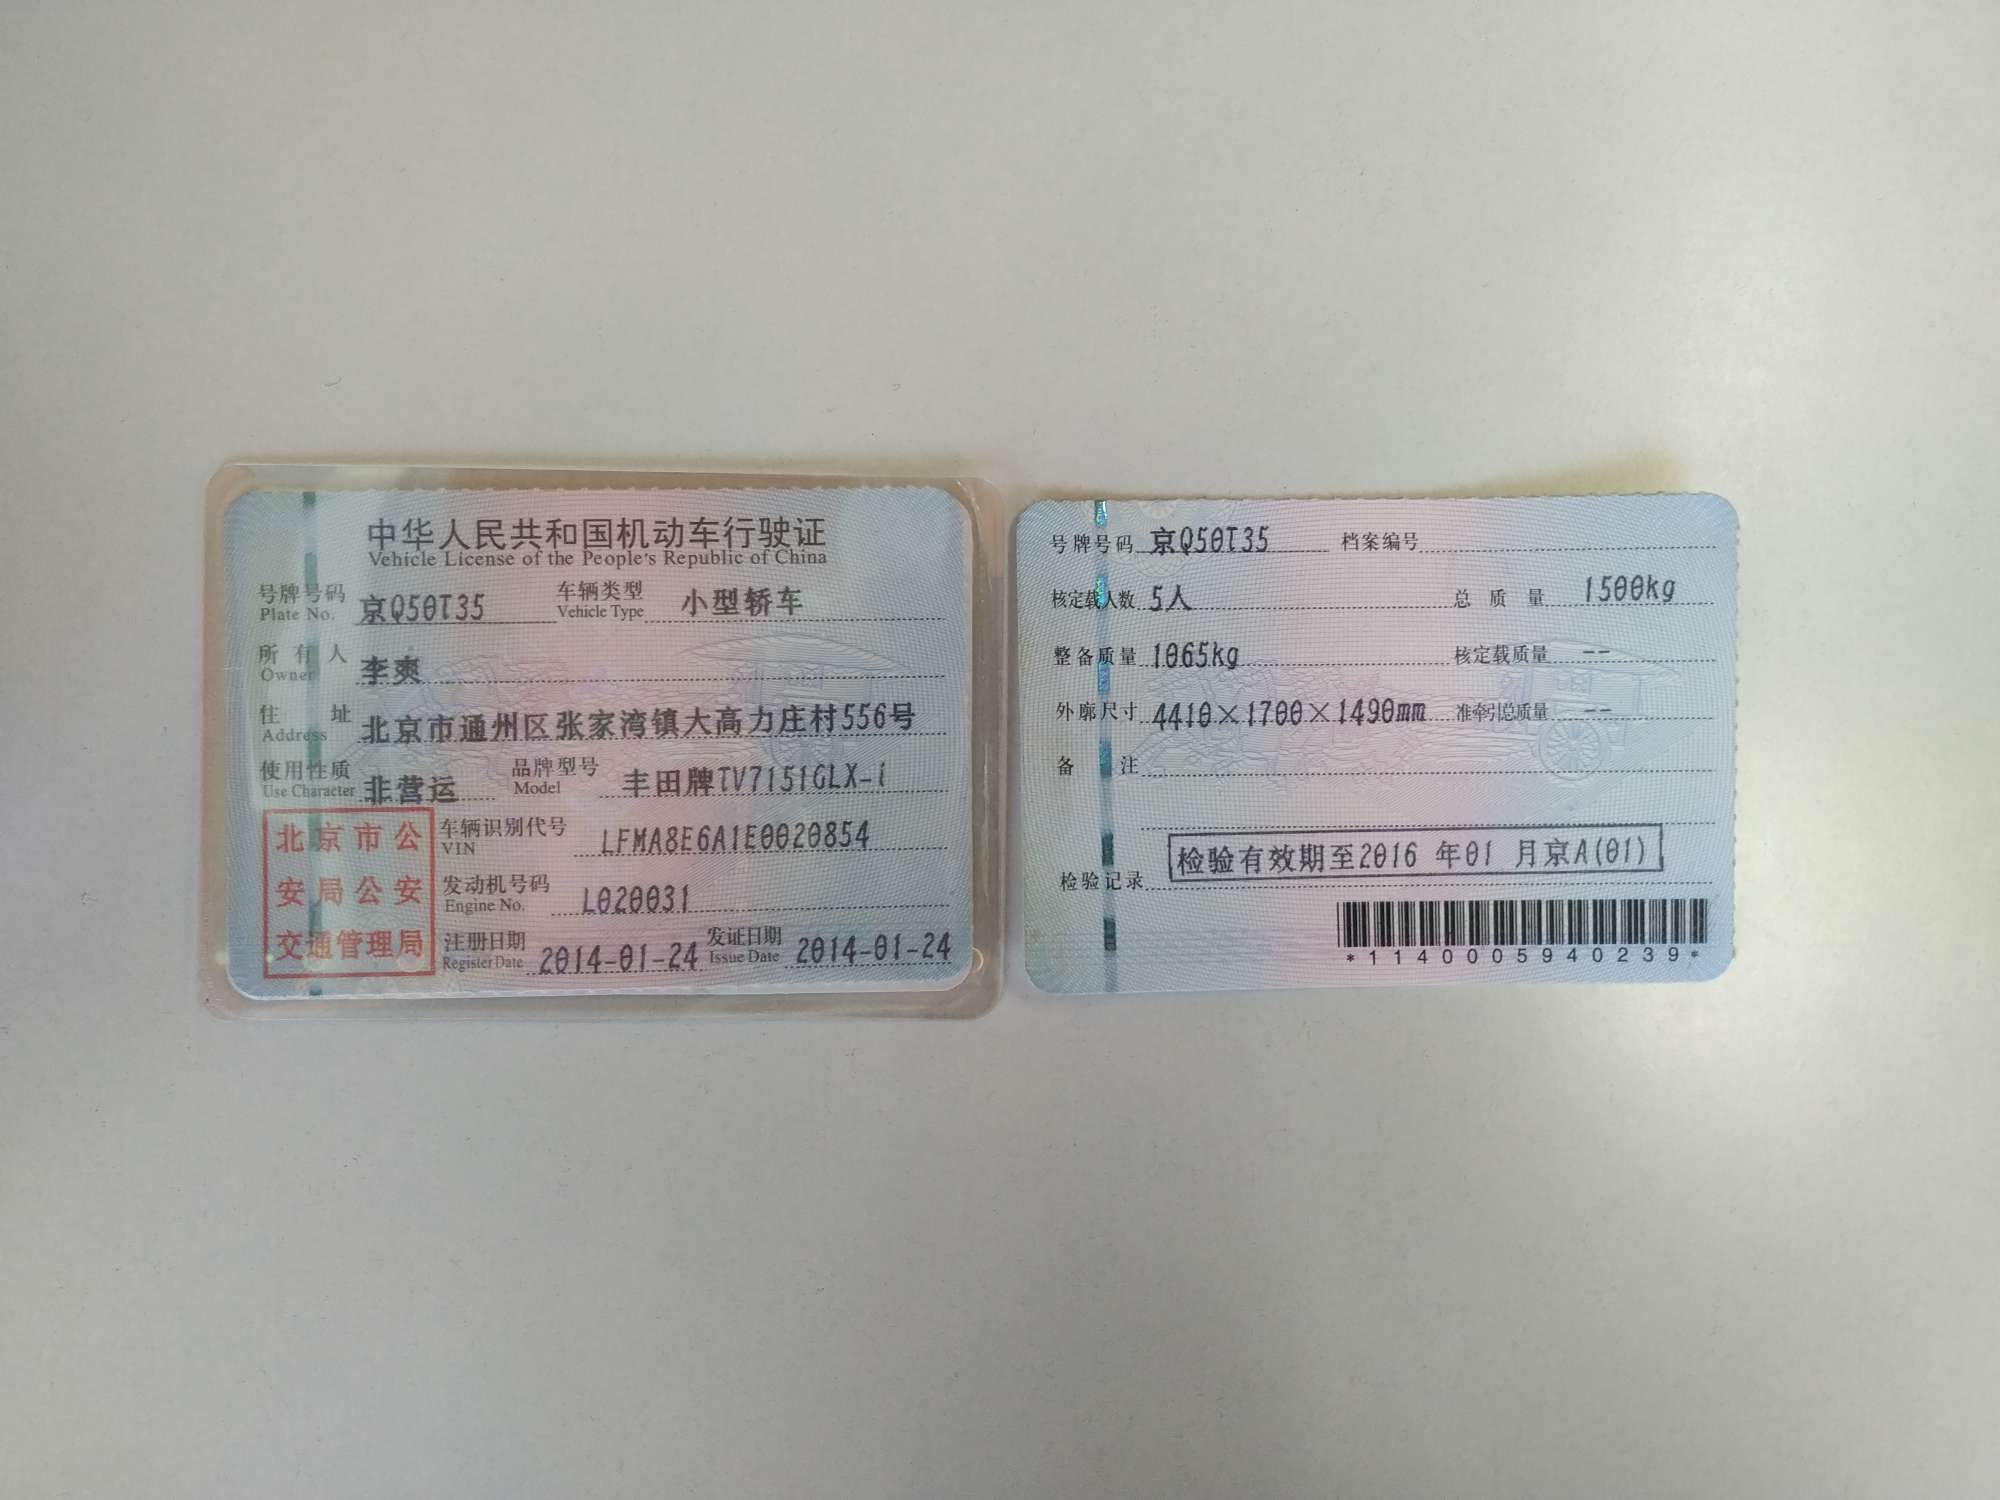 中华人民共和国机动车行驶证
Vehicle License of the People's Republic of China
号牌号码 京Q50T35 车辆类型 小型轿车
Plate No. Vehicle Type
所有人 李爽
Owner
住址 北京市通州区张家湾镇大高力庄村556号
Address
使用性质 非营运 品牌型号 丰田牌TV7151GLX-i
Use Character Model
北京市公
安局公安
交通管理局
车辆识别代号 LFMA8E6A1E0020854
VIN
发动机号码 L020031
Engine No.
注册日期 2014-01-24 发证日期 2014-01-24
Register Date Issue Date
号牌号码 京Q50T35 档案编号
核定载人数 5人 总质量 1500kg
整备质量 1065kg 核定载质量 --
外廓尺寸 4410×1700×1490mm 准牵引总质量 --
备注
检验记录 检验有效期至2016 年01 月京A(01)
*1140005940239*